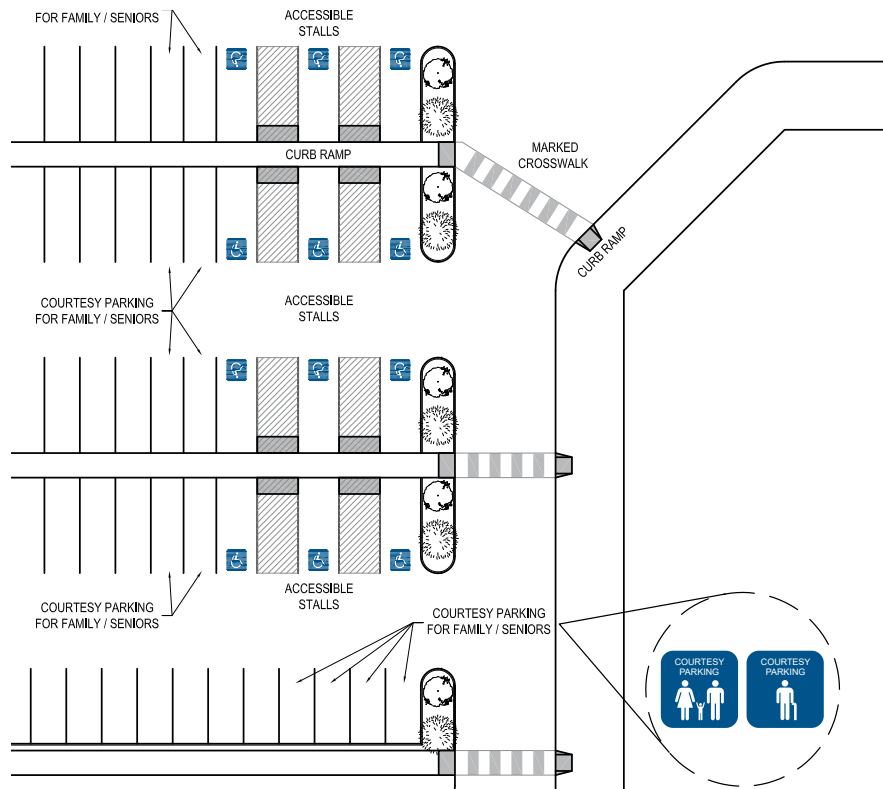 FOR FAMILY / SENIORS
ACCESSIBLE
STALLS
CURB RAMP
MARKED
CROSSWALK
CURB RAMP
COURTESY PARKING
FOR FAMILY / SENIORS
ACCESSIBLE
STALLS
COURTESY PARKING
FOR FAMILY / SENIORS
ACCESSIBLE
STALLS
COURTESY PARKING
FOR FAMILY / SENIORS
COURTESY
PARKING
COURTESY
PARKING